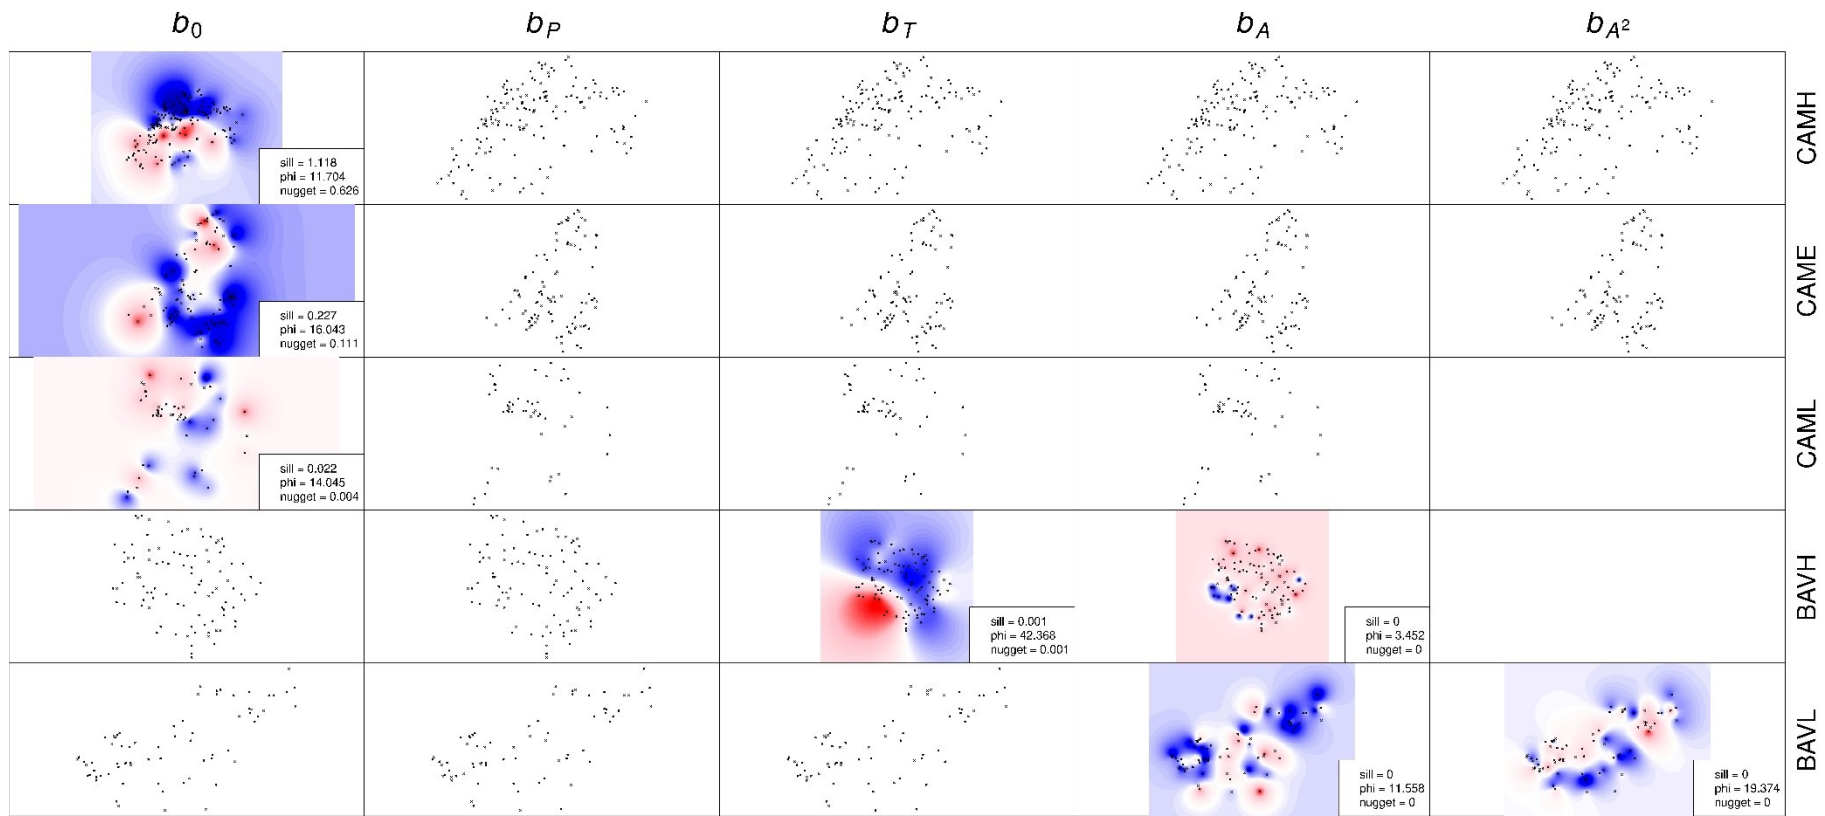 b0 bP bT bA bA2
CAMH
sill = 1.118
phi = 11.704
nugget = 0.626
CAME
sill = 0.227
phi = 16.043
nugget = 0.111
CAML
sill = 0.022
phi = 14.045
nugget = 0.004
BAVH
sill = 0.001
phi = 42.368
nugget = 0.001
sill = 0
phi = 3.452
nugget = 0
BAVL
sill = 0
phi = 11.558
nugget = 0
sill = 0
phi = 19.374
nugget = 0